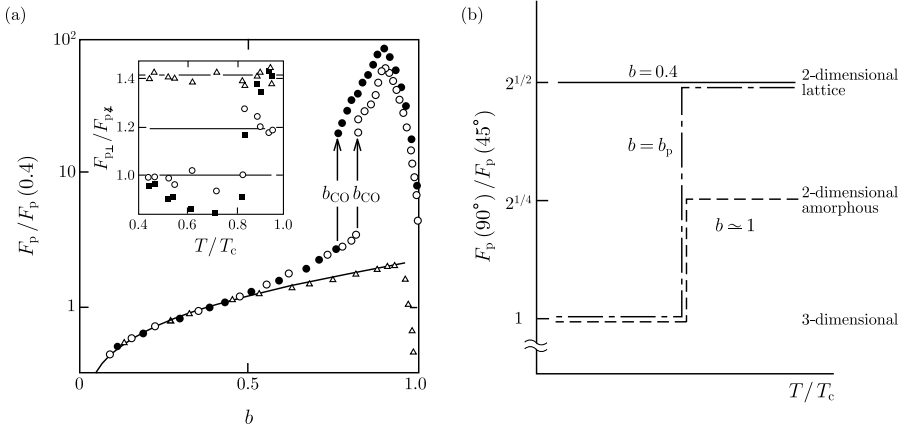 (a)
10²
10
1
F_p/F_p(0.4)
0
0.5
1.0
b
b_CO
b_CO
1.4
1.2
1.0
F_p⊥/F_p∡
0.4
0.6
0.8
1.0
T/T_c
(b)
F_p(90°)/F_p(45°)
2^{1/2}
2^{1/4}
1
b=0.4
b=b_p
b≃1
2-dimensional
lattice
2-dimensional
amorphous
3-dimensional
T/T_c